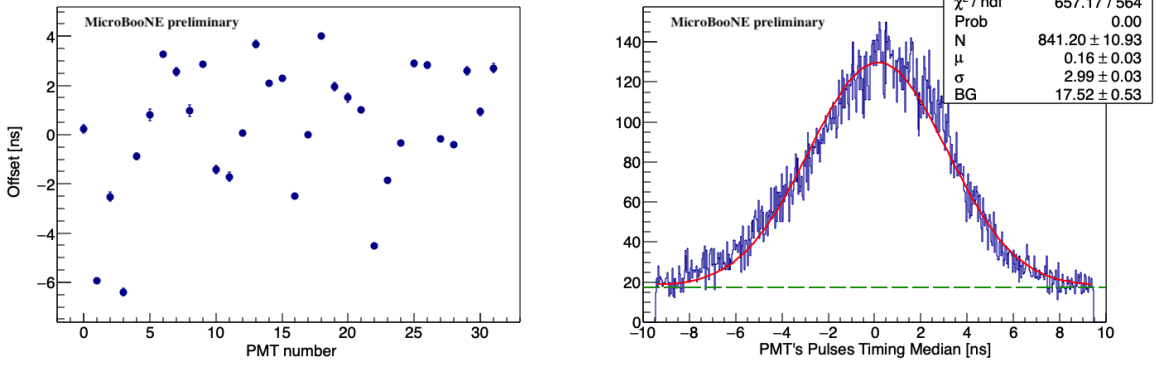 MicroBooNE preliminary
4
2
0
−2
−4
−6
Offset [ns]
0 5 10 15 20 25 30
PMT number
MicroBooNE preliminary
χ² / ndf 657.17 / 564
Prob 0.00
N 841.20 ± 10.93
μ 0.16 ± 0.03
σ 2.99 ± 0.03
BG 17.52 ± 0.53
140
120
100
80
60
40
20
0
−10 −8 −6 −4 −2 0 2 4 6 8 10
PMT's Pulses Timing Median [ns]